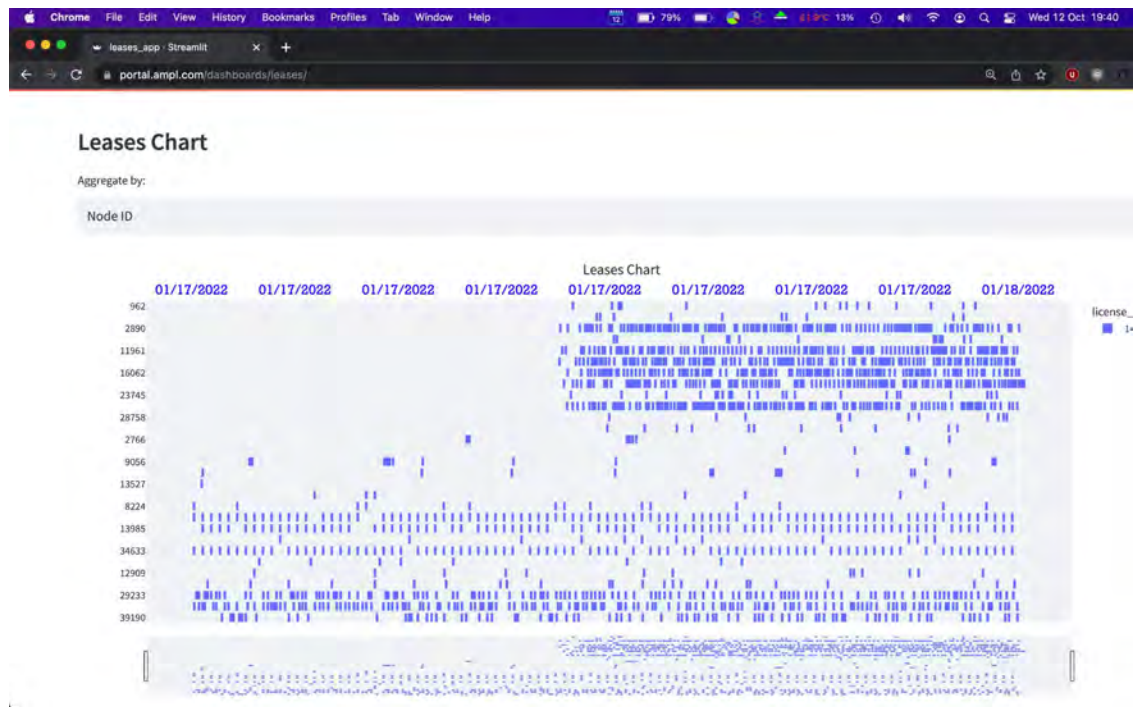 Chrome File Edit View History Bookmarks Profiles Tab Window Help 79% 13% Wed 12 Oct 19:40
leases_app · Streamlit
portal.ampl.com/dashboards/leases/
Leases Chart
Aggregate by:
Node ID
Leases Chart
01/17/2022 01/17/2022 01/17/2022 01/17/2022 01/17/2022 01/17/2022 01/17/2022 01/17/2022 01/18/2022
license_
962
2890
11961
16062
23745
28758
2766
9056
13527
8224
13985
34633
12909
29233
39190